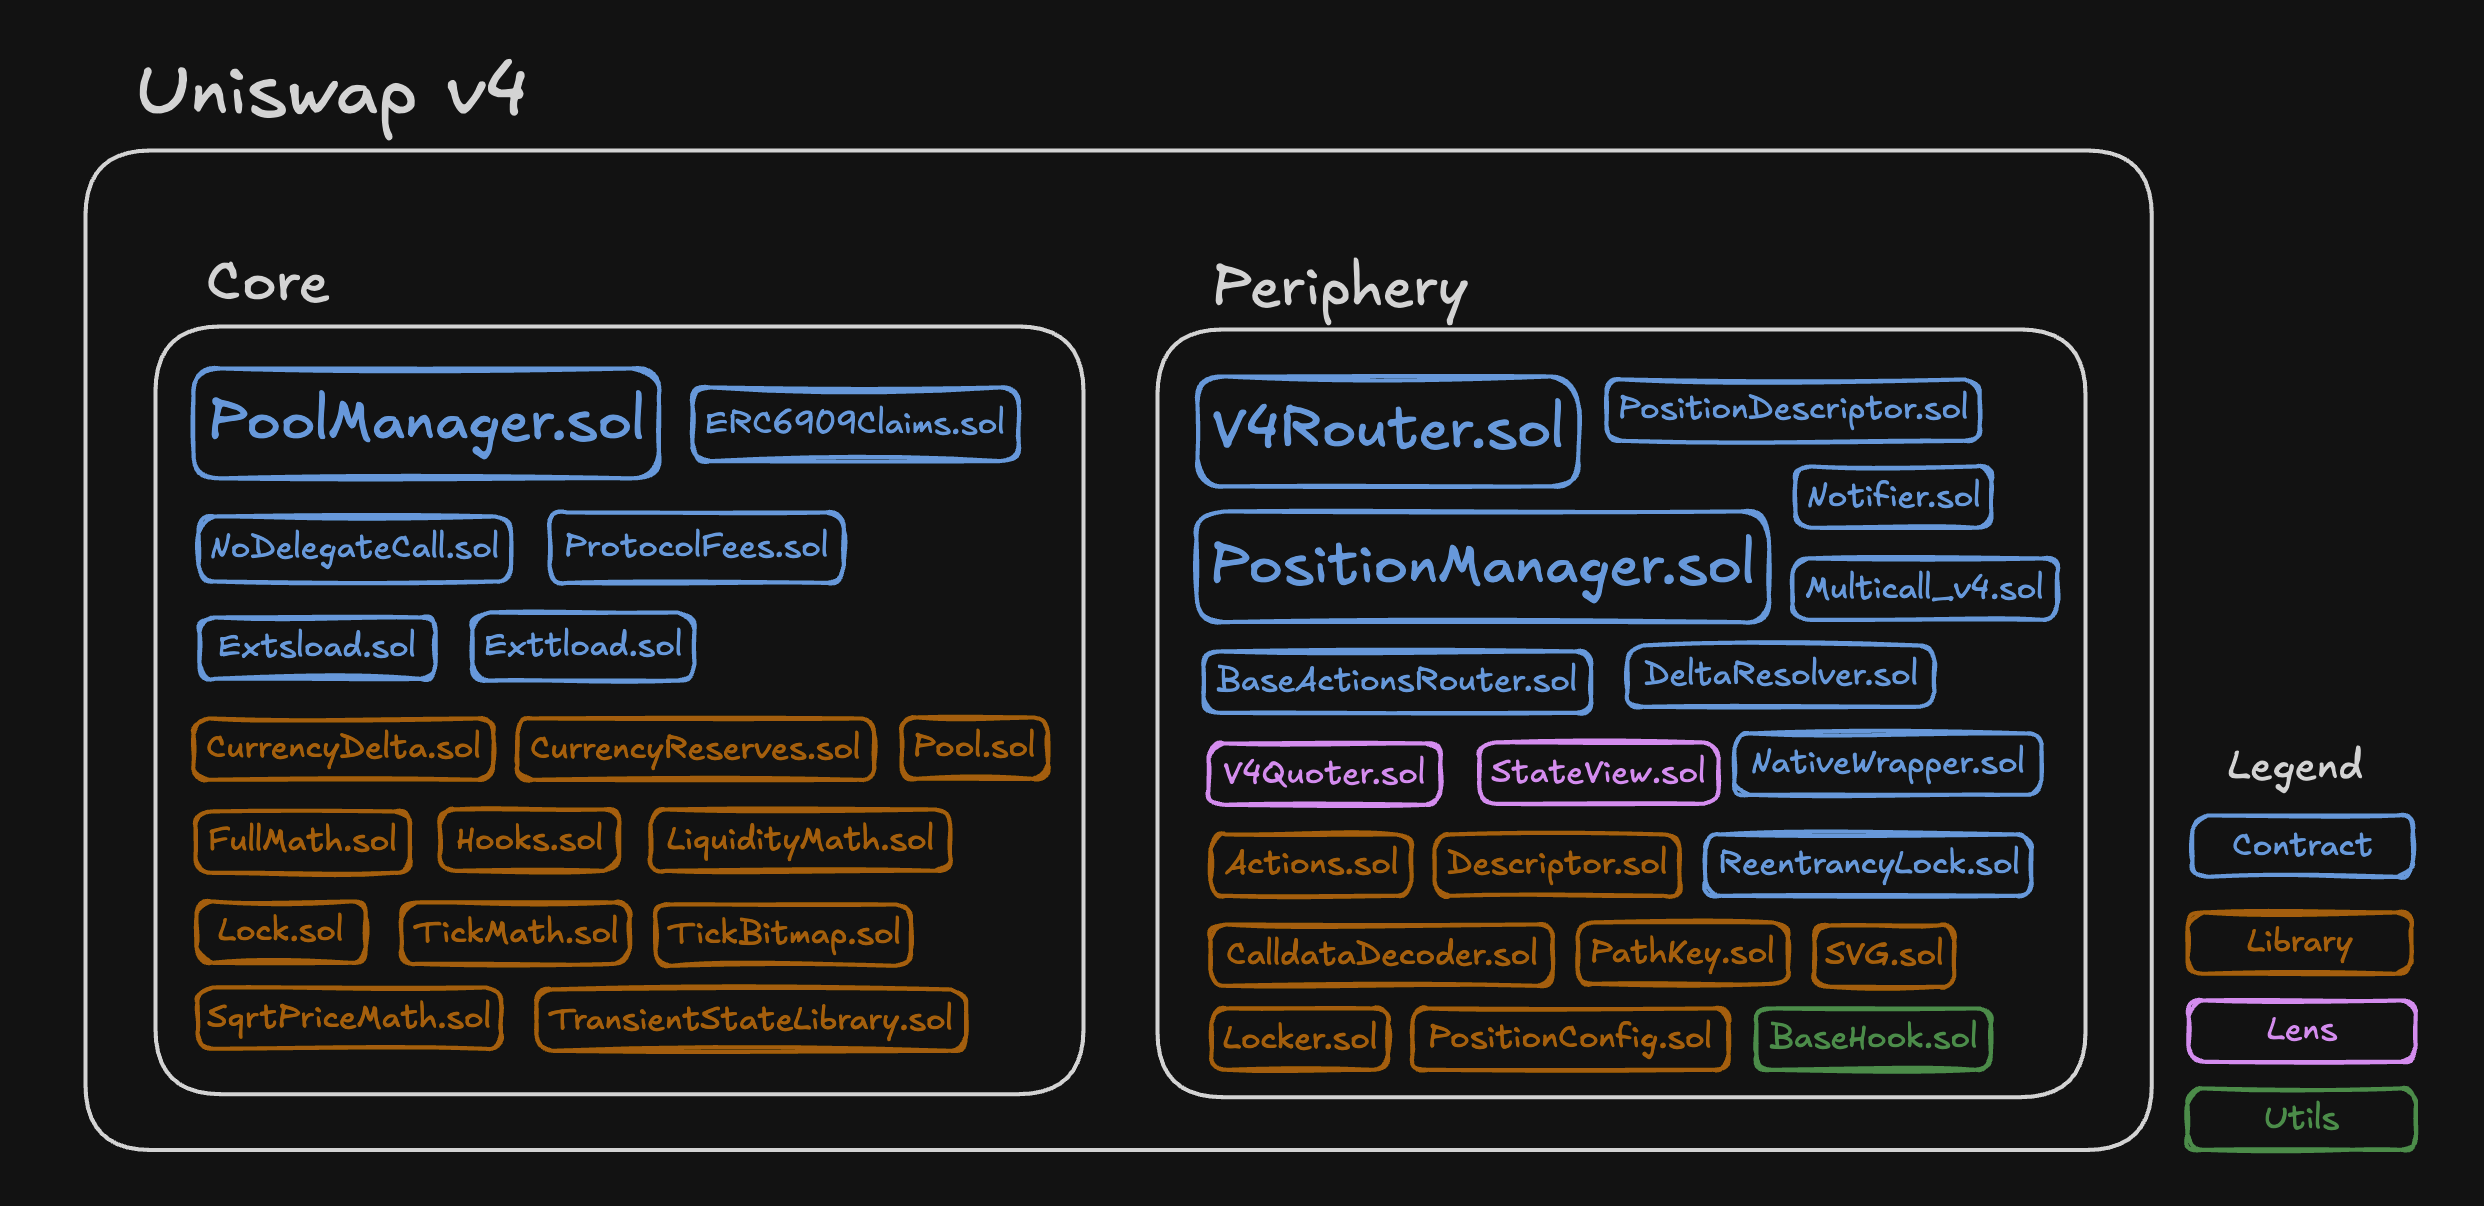 Uniswap v4
Core
PoolManager.sol
ERC6909Claims.sol
NoDelegateCall.sol
ProtocolFees.sol
Extsload.sol
Exttload.sol
CurrencyDelta.sol
CurrencyReserves.sol
Pool.sol
FullMath.sol
Hooks.sol
LiquidityMath.sol
Lock.sol
TickMath.sol
TickBitmap.sol
SqrtPriceMath.sol
TransientStateLibrary.sol
Periphery
V4Router.sol
PositionDescriptor.sol
Notifier.sol
PositionManager.sol
Multicall_v4.sol
BaseActionsRouter.sol
DeltaResolver.sol
V4Quoter.sol
StateView.sol
NativeWrapper.sol
Actions.sol
Descriptor.sol
ReentrancyLock.sol
CalldataDecoder.sol
PathKey.sol
SVG.sol
Locker.sol
PositionConfig.sol
BaseHook.sol
Legend
Contract
Library
Lens
Utils